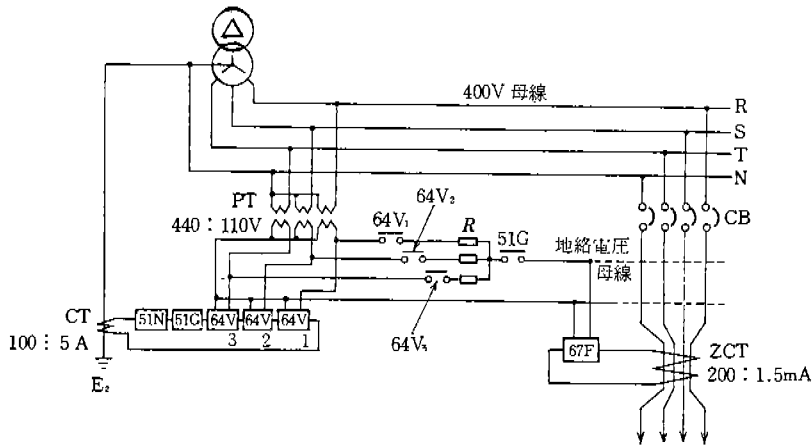 400V 母線
R
S
T
N
PT
440：110V
64V₁
64V₂
R
51G
地絡電圧
母線
CB
64V₃
CT
100：5A
51N
51G
64V
64V
64V
3
2
1
E₂
67F
ZCT
200：1.5mA